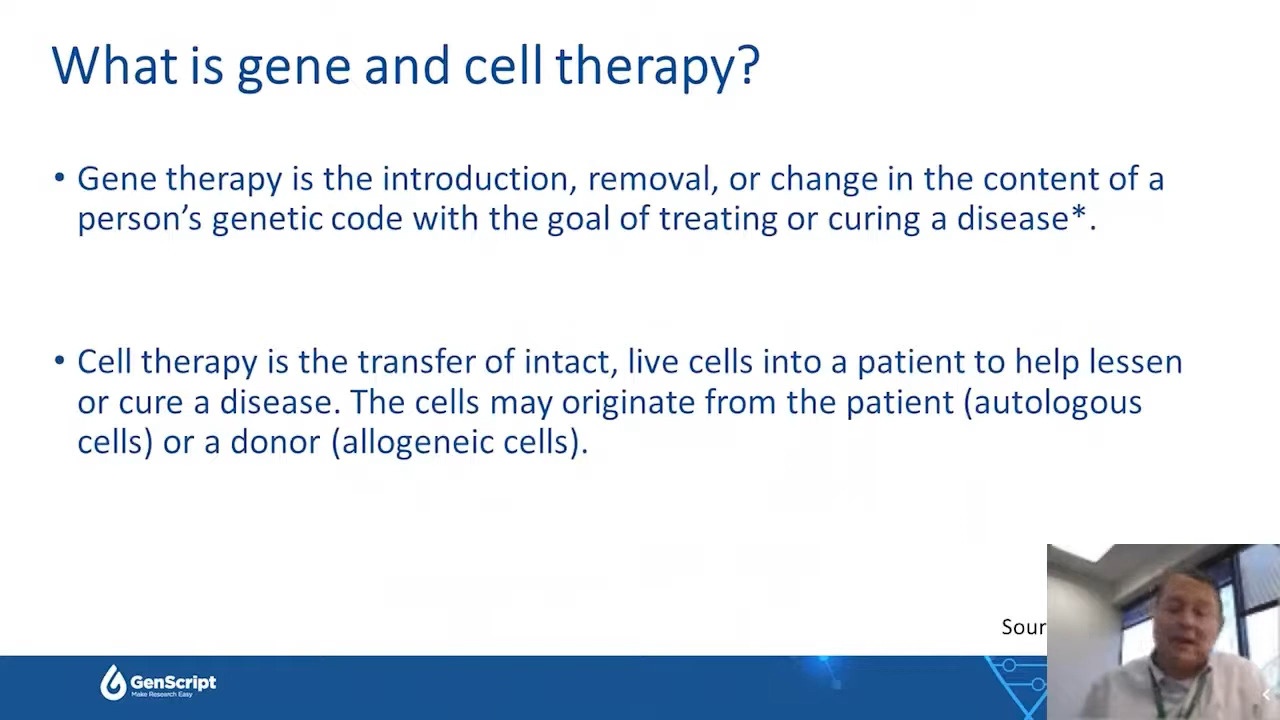 What is gene and cell therapy?
• Gene therapy is the introduction, removal, or change in the content of a
person’s genetic code with the goal of treating or curing a disease*.
• Cell therapy is the transfer of intact, live cells into a patient to help lessen
or cure a disease. The cells may originate from the patient (autologous
cells) or a donor (allogeneic cells).
Sour
GenScript
Make Research Easy